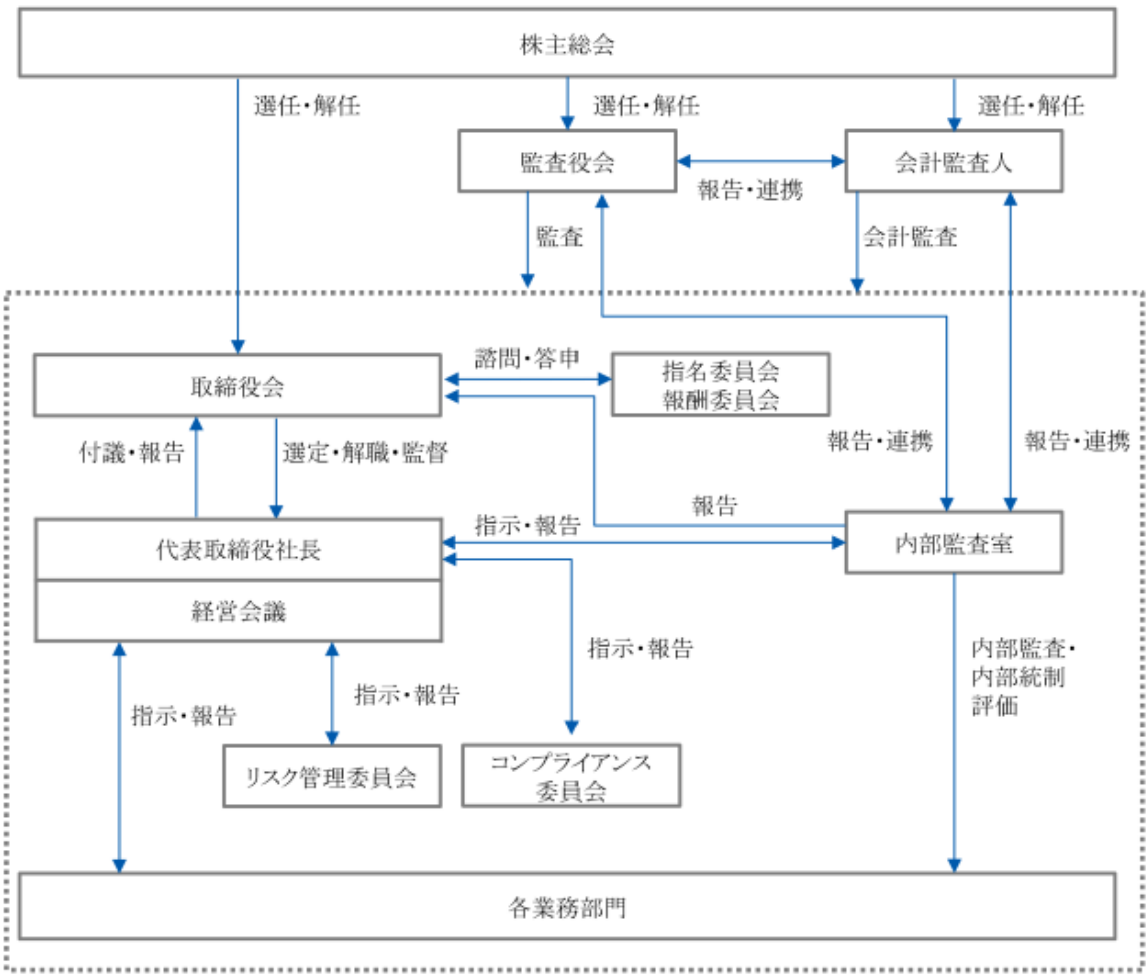 株主総会
選任・解任
選任・解任
選任・解任
監査役会
会計監査人
報告・連携
監査
会計監査
取締役会
諮問・答申
指名委員会
報酬委員会
付議・報告
選定・解職・監督
報告・連携
報告・連携
報告
指示・報告
代表取締役社長
内部監査室
経営会議
指示・報告
内部監査・
内部統制
評価
指示・報告
指示・報告
リスク管理委員会
コンプライアンス
委員会
各業務部門